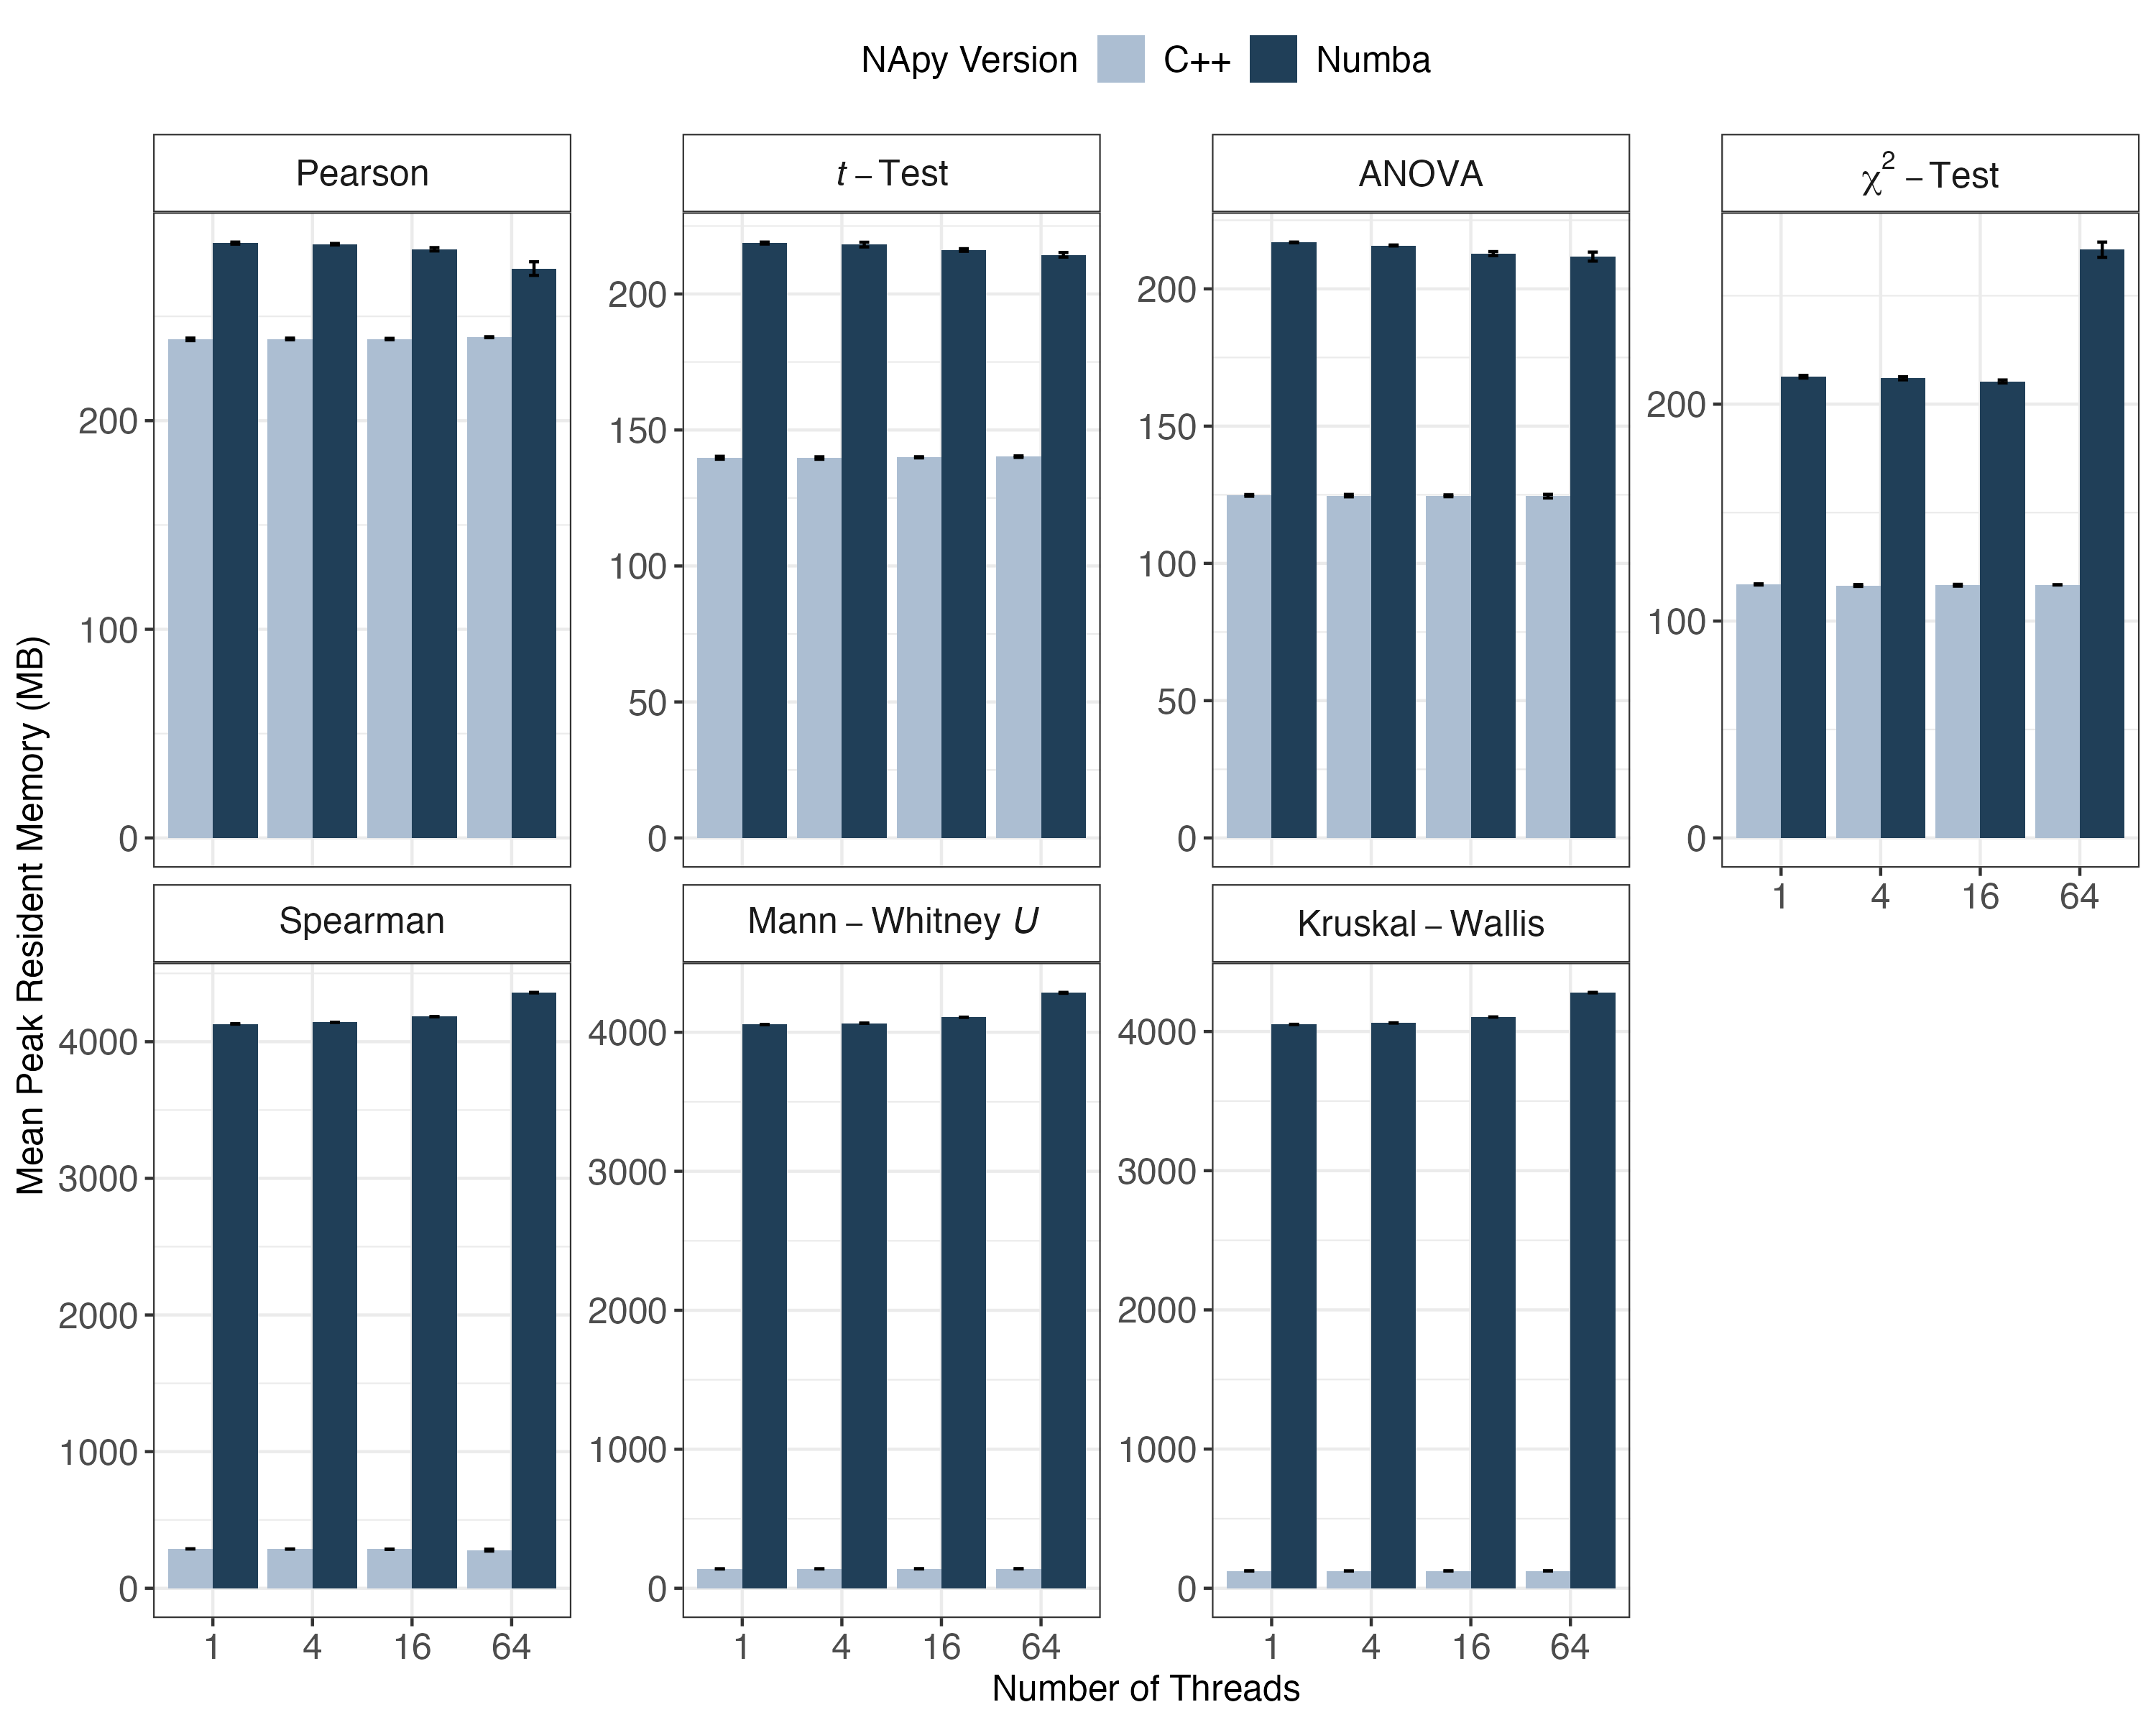 NApy Version C++ Numba
Pearson
t – Test
ANOVA
χ² – Test
200
100
0
200
150
100
50
0
200
150
100
50
0
200
100
0
1 4 16 64
Spearman
Mann – Whitney U
Kruskal – Wallis
4000
3000
2000
1000
0
4000
3000
2000
1000
0
4000
3000
2000
1000
0
1 4 16 64
1 4 16 64
1 4 16 64
Mean Peak Resident Memory (MB)
Number of Threads